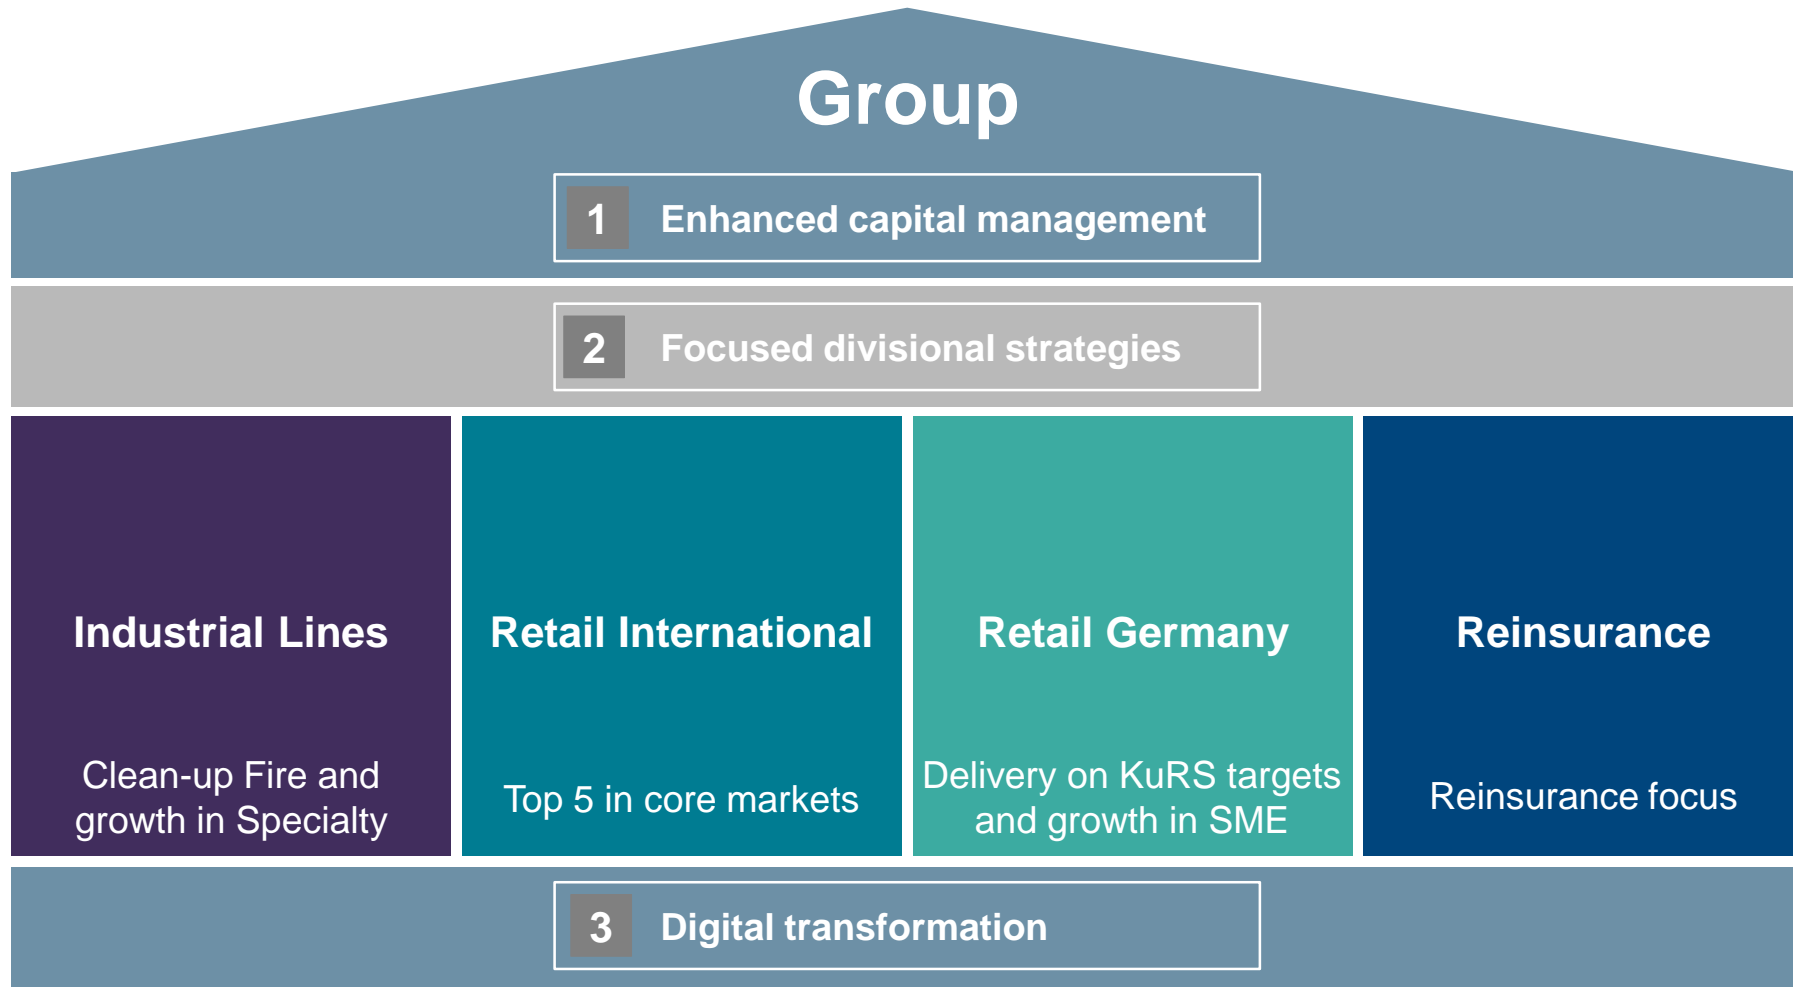 Group
1 Enhanced capital management
2 Focused divisional strategies
Industrial Lines
Clean-up Fire and
growth in Specialty
Retail International
Top 5 in core markets
Retail Germany
Delivery on KuRS targets
and growth in SME
Reinsurance
Reinsurance focus
3 Digital transformation